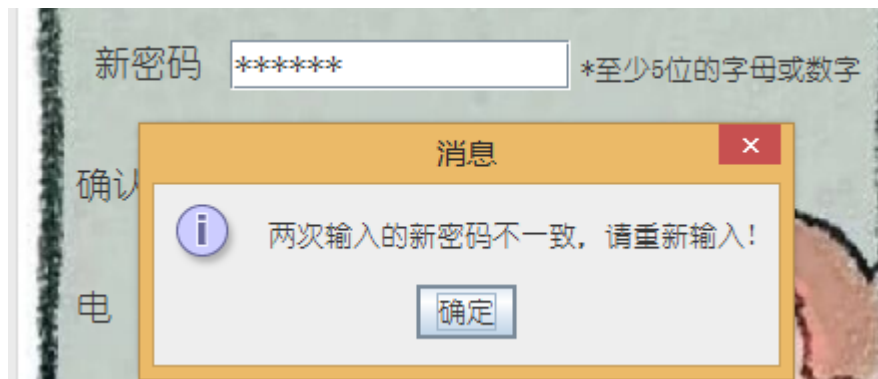 新密码 ****** *至少5位的字母或数字
消息
确认
两次输入的新密码不一致，请重新输入！
电
确定